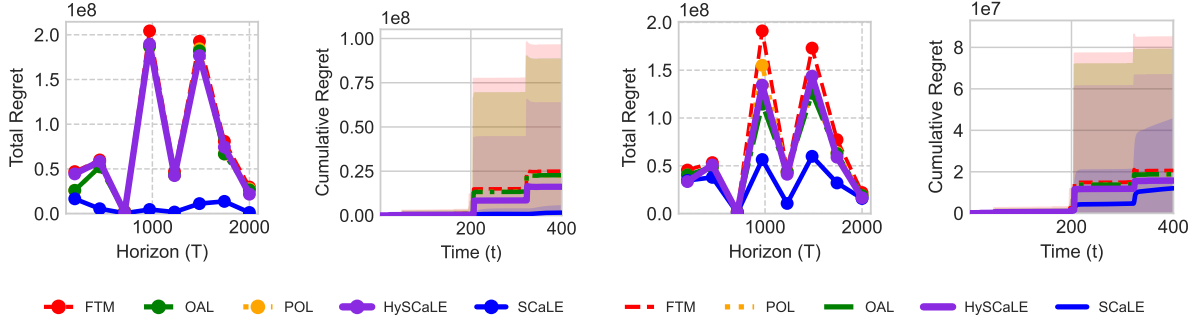 1e8
Total Regret
2.0
1.5
1.0
0.5
0.0
1000
2000
Horizon (T)
1e8
Cumulative Regret
1.00
0.75
0.50
0.25
0.00
200
400
Time (t)
1e8
Total Regret
2.0
1.5
1.0
0.5
0.0
1000
2000
Horizon (T)
1e7
Cumulative Regret
8
6
4
2
0
200
400
Time (t)
FTM OAL POL HySCaLE SCaLE
FTM POL OAL HySCaLE SCaLE